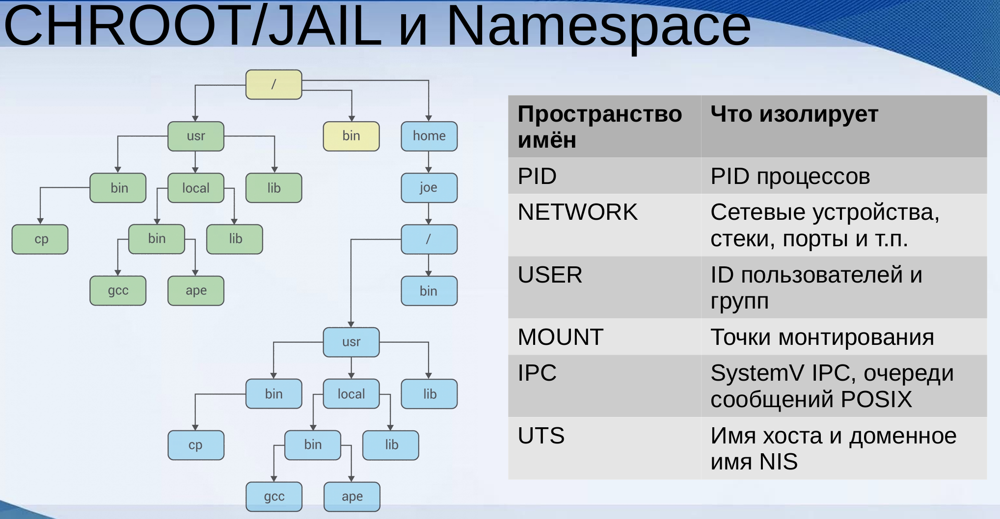 CHROOT/JAIL и Namespace
/
usr
bin
home
bin
local
lib
joe
cp
bin
lib
/
gcc
ape
bin
usr
bin
local
lib
cp
bin
lib
gcc
ape
Пространство
имён
Что изолирует
PID
PID процессов
NETWORK
Сетевые устройства,
стеки, порты и т.п.
USER
ID пользователей и
групп
MOUNT
Точки монтирования
IPC
SystemV IPC, очереди
сообщений POSIX
UTS
Имя хоста и доменное
имя NIS